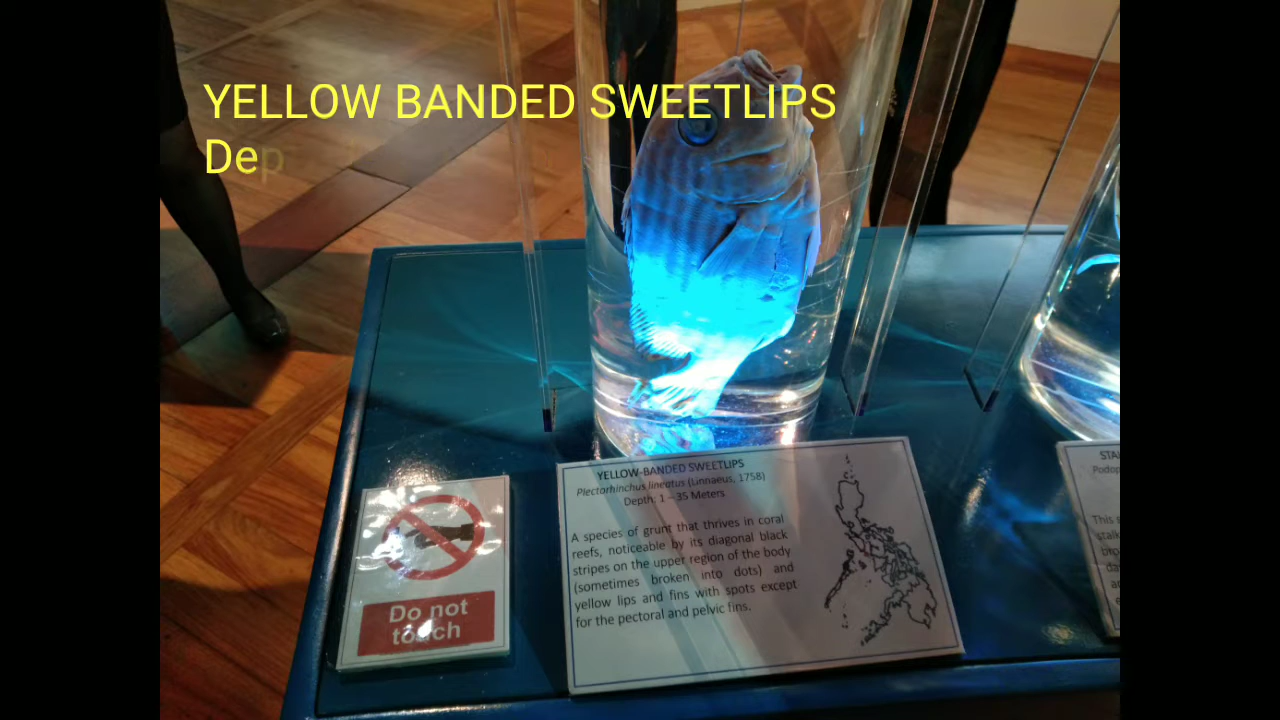 YELLOW BANDED SWEETLIPS
Dep
YELLOW-BANDED SWEETLIPS
Plectorhinchus lineatus (Linnaeus, 1758)
Depth: 1 – 35 Meters
A species of grunt that thrives in coral
reefs, noticeable by its diagonal black
stripes on the upper region of the body
(sometimes broken into dots) and
yellow lips and fins with spots except
for the pectoral and pelvic fins.
Do not
touch
This